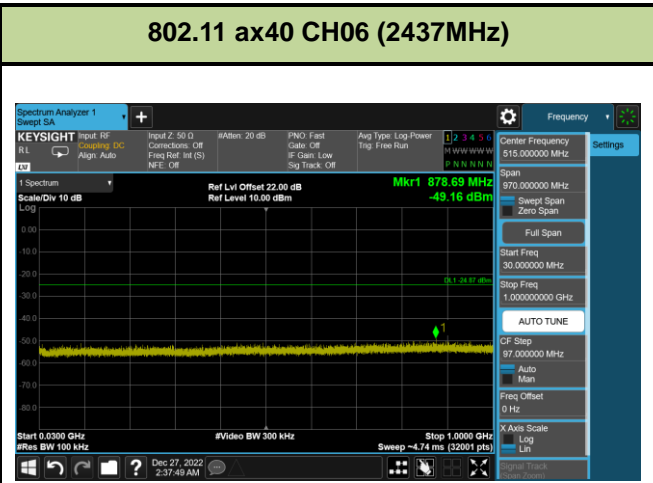 802.11 ax40 CH06 (2437MHz)
Spectrum Analyzer 1
Swept SA
Frequency
KEYSIGHT
RL
Input: RF
Coupling: DC
Align: Auto
Input Z: 50 Ω
Corrections: Off
Freq Ref: Int (S)
NFE: Off
#Atten: 20 dB
PNO: Fast
Gate: Off
IF Gain: Low
Sig Track: Off
Avg Type: Log-Power
Trig: Free Run
1 2 3 4 5 6
M W W W W W
P N N N N N
1 Spectrum
Scale/Div 10 dB
Log
Ref Lvl Offset 22.00 dB
Ref Level 10.00 dBm
Mkr1 878.69 MHz
-49.16 dBm
0.00
-10.0
-20.0
DL1 -24.87 dBm
-30.0
-40.0
1
-50.0
-60.0
-70.0
-80.0
Start 0.0300 GHz
#Res BW 100 kHz
#Video BW 300 kHz
Stop 1.0000 GHz
Sweep ~4.74 ms (32001 pts)
Dec 27, 2022
2:37:49 AM
Settings
Center Frequency
515.000000 MHz
Span
970.000000 MHz
Swept Span
Zero Span
Full Span
Start Freq
30.000000 MHz
Stop Freq
1.000000000 GHz
AUTO TUNE
CF Step
97.000000 MHz
Auto
Man
Freq Offset
0 Hz
X Axis Scale
Log
Lin
Signal Track
(Span Zoom)